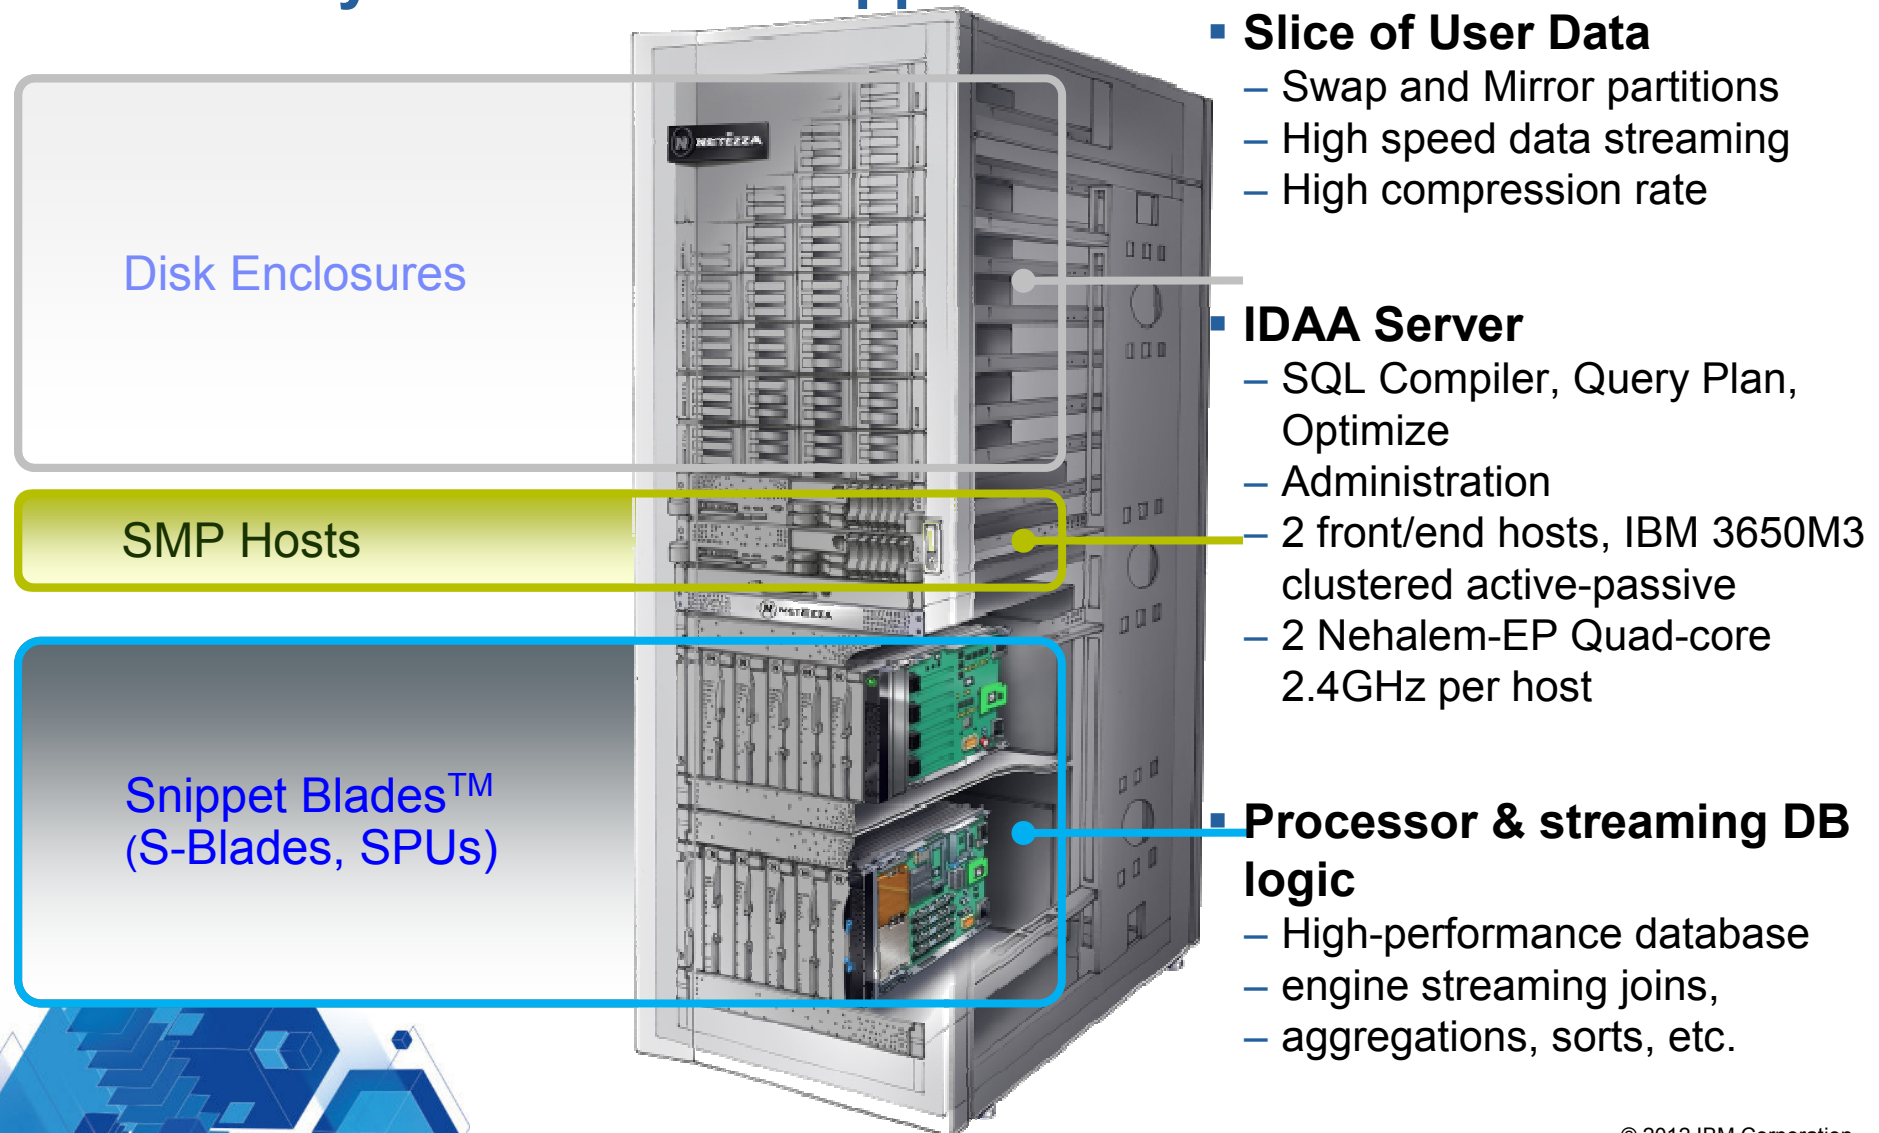 Slice of User Data
– Swap and Mirror partitions
– High speed data streaming
– High compression rate
Disk Enclosures
NETEZZA
IDAA Server
– SQL Compiler, Query Plan,
Optimize
– Administration
– 2 front/end hosts, IBM 3650M3
clustered active-passive
– 2 Nehalem-EP Quad-core
2.4GHz per host
SMP Hosts
NETEZZA
Snippet Blades™
(S-Blades, SPUs)
Processor & streaming DB
logic
– High-performance database
– engine streaming joins,
– aggregations, sorts, etc.
© 2012 IBM Corporation